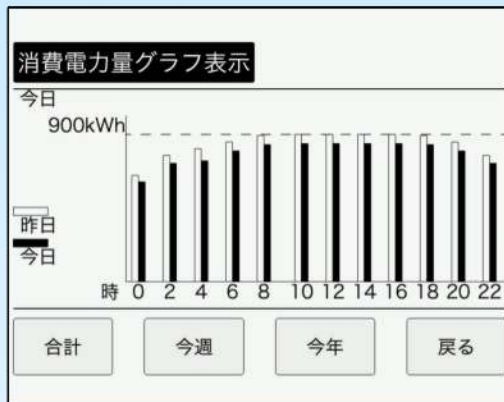 消費電力量グラフ表示
今日
900kWh
昨日
今日
時 0 2 4 6 8 10 12 14 16 18 20 22
合計 今週 今年 戻る